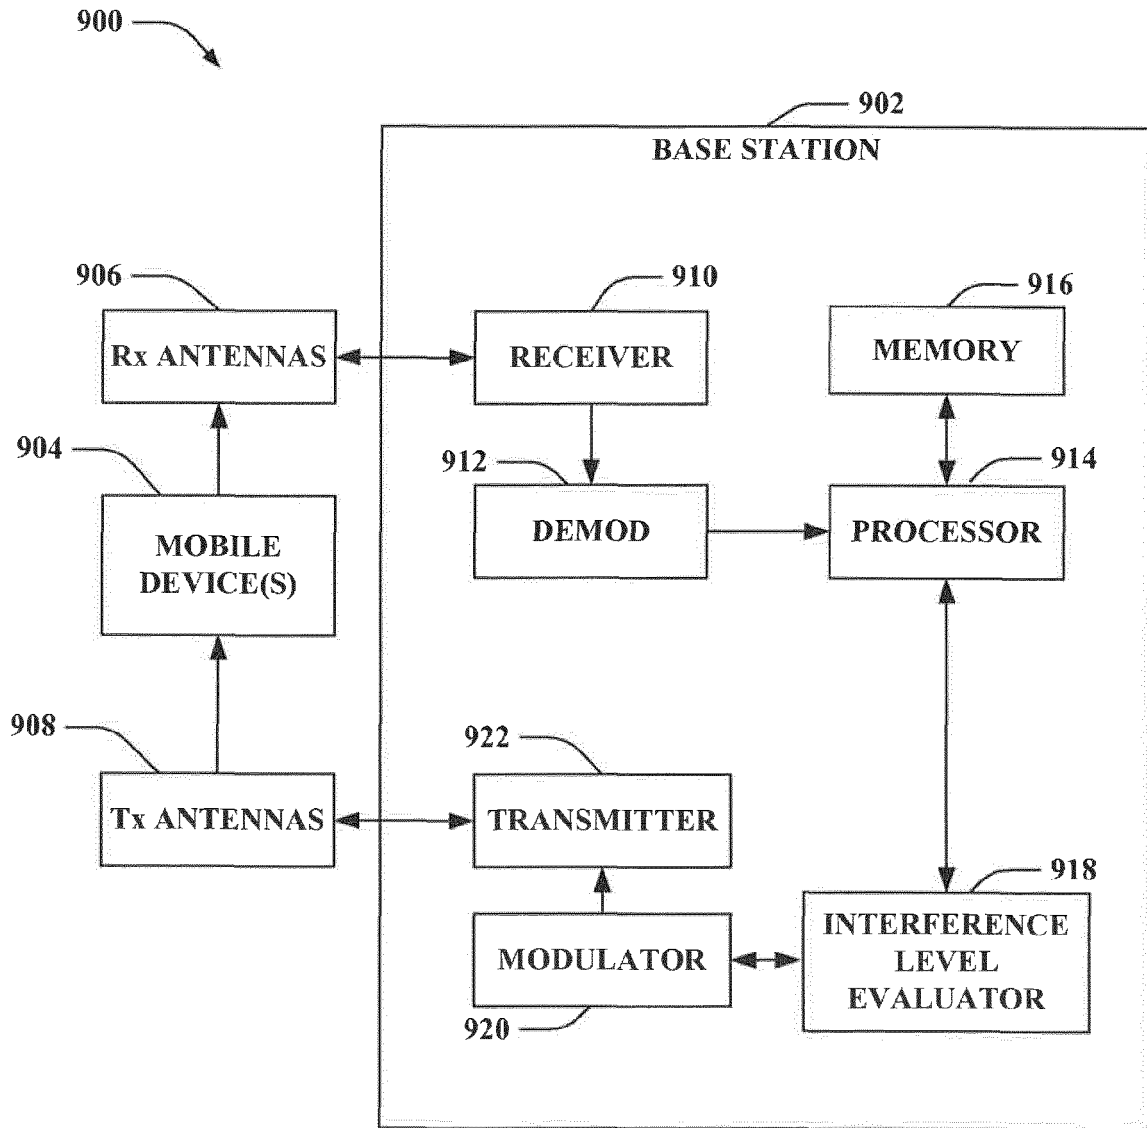 900
902
BASE STATION
906
910
916
Rx ANTENNAS
RECEIVER
MEMORY
904
912
914
MOBILE
DEVICE(S)
DEMOD
PROCESSOR
908
922
Tx ANTENNAS
TRANSMITTER
918
MODULATOR
INTERFERENCE
LEVEL
EVALUATOR
920